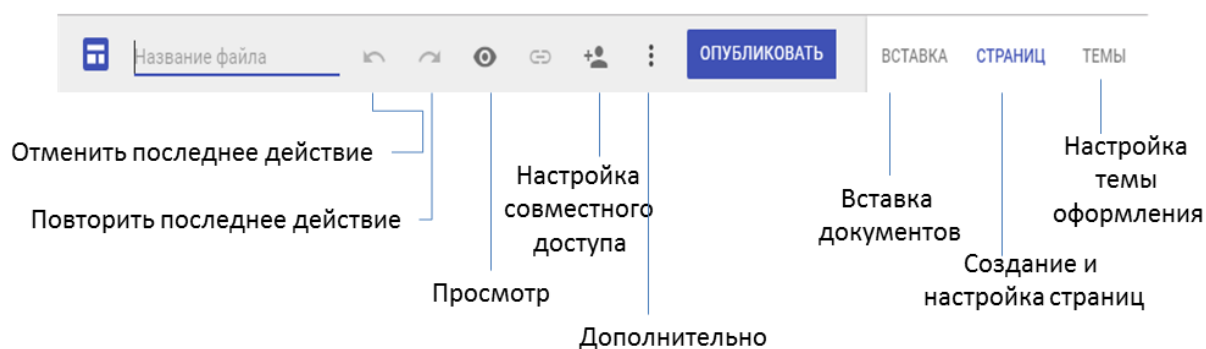 Название файла
ОПУБЛИКОВАТЬ
ВСТАВКА
СТРАНИЦ
ТЕМЫ
Отменить последнее действие
Повторить последнее действие
Просмотр
Настройка
совместного
доступа
Дополнительно
Вставка
документов
Создание и
настройка страниц
Настройка
темы
оформления